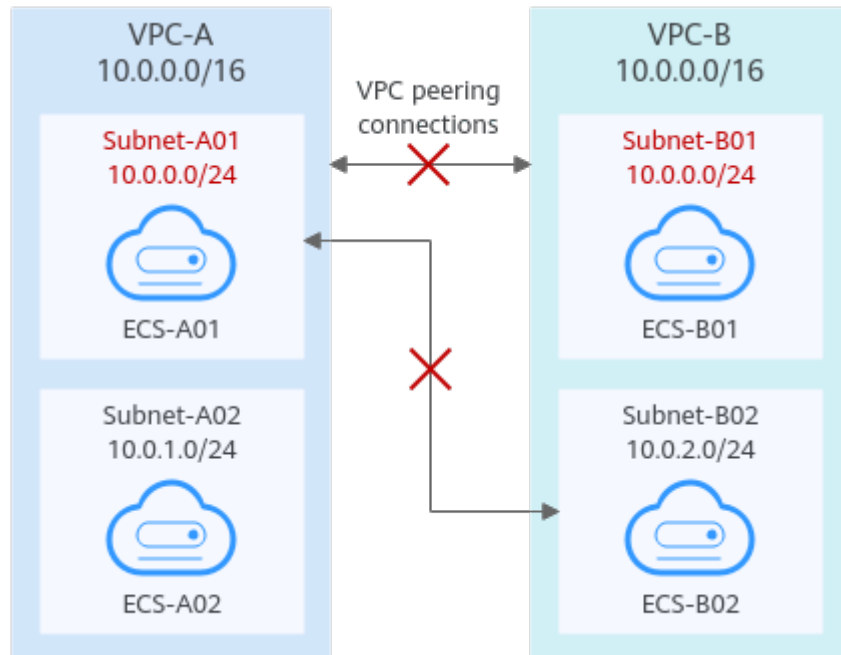 VPC-A
10.0.0.0/16
VPC-B
10.0.0.0/16
VPC peering
connections
Subnet-A01
10.0.0.0/24
ECS-A01
Subnet-B01
10.0.0.0/24
ECS-B01
Subnet-A02
10.0.1.0/24
ECS-A02
Subnet-B02
10.0.2.0/24
ECS-B02